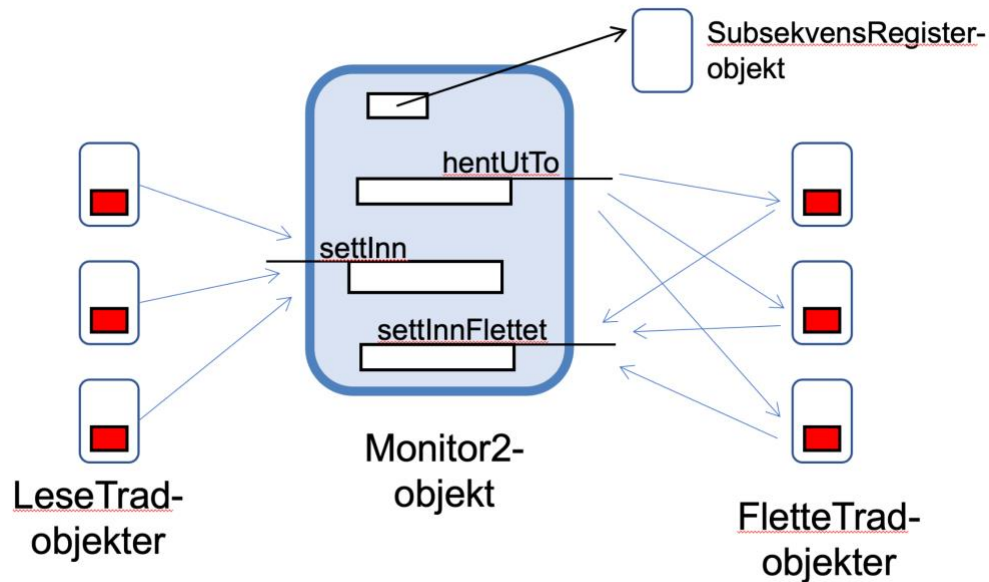 SubsekvensRegister-
objekt
hentUtTo
settInn
settInnFlettet
Monitor2-
objekt
LeseTrad-
objekter
FletteTrad-
objekter